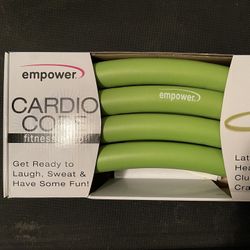 empower
CARDIO
CORE
fitness
Get Ready to
Laugh, Sweat &
Have Some Fun!
empower